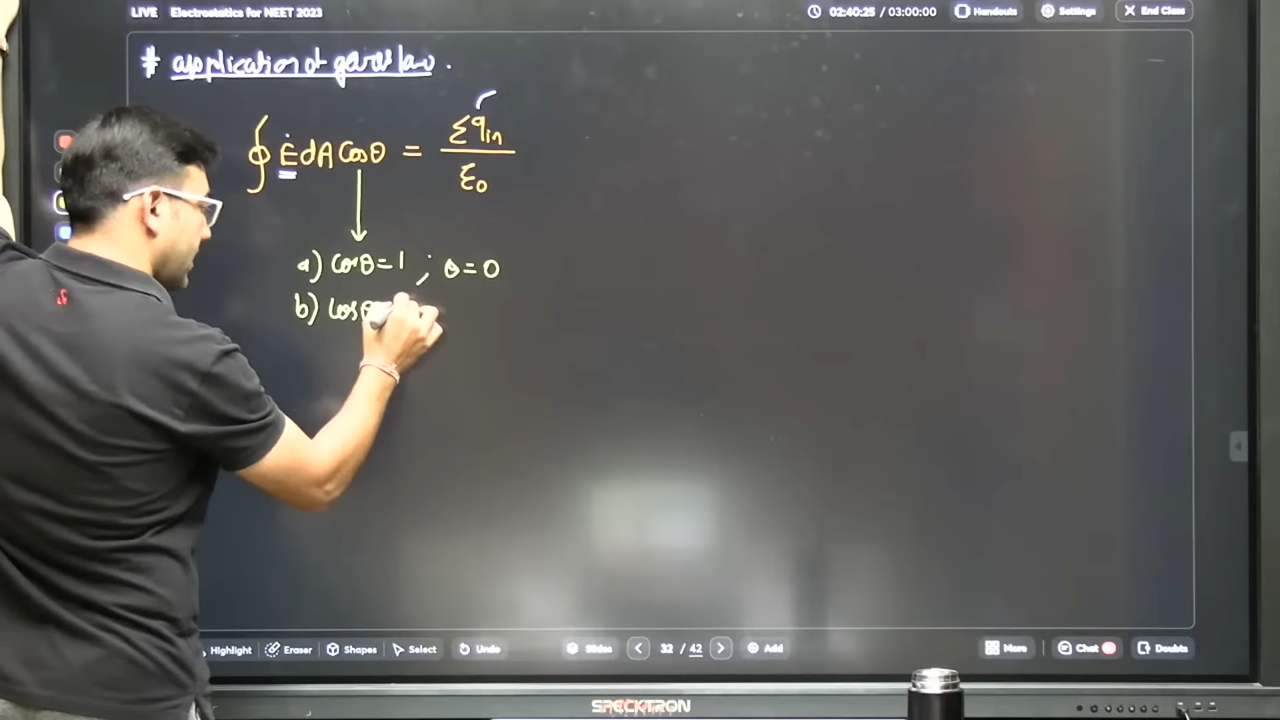 LIVE Electrostatics for NEET 2023 02:40:25 / 03:00:00 Handouts Settings End Class
# application of gauss law.
∮ E dA Cosθ = Σqin / ε0
a) Cosθ=1 ; θ=0
b) Cosθ
Highlight Eraser Shapes Select Undo Slides 32 / 42 Add More Chat Doubts
SPECKTRON